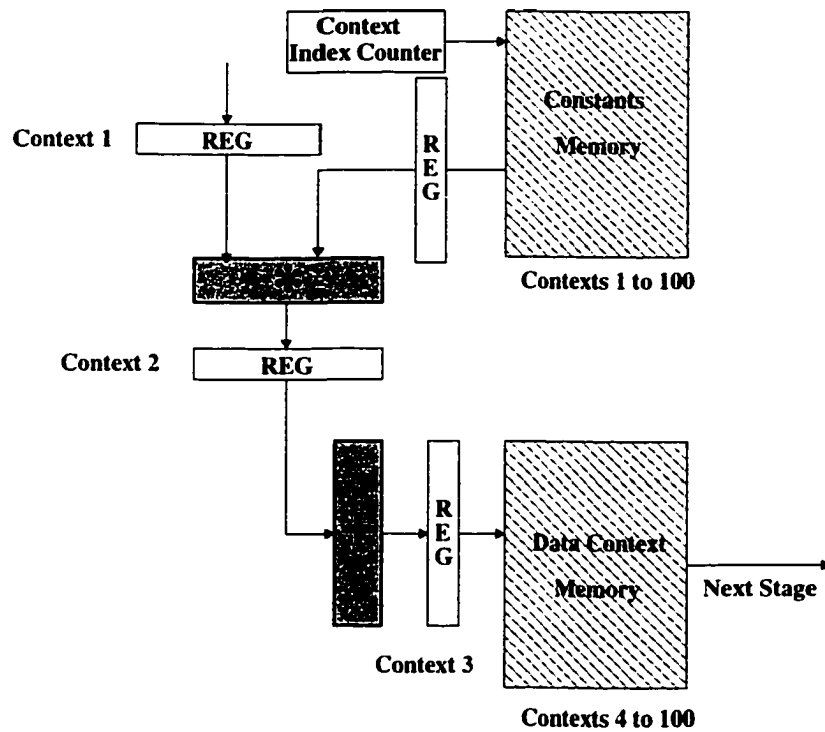 Context
Index Counter
Constants
Memory
Context 1
REG
R
E
G
Contexts 1 to 100
Context 2
REG
R
E
G
Data Context
Memory
Next Stage
Context 3
Contexts 4 to 100